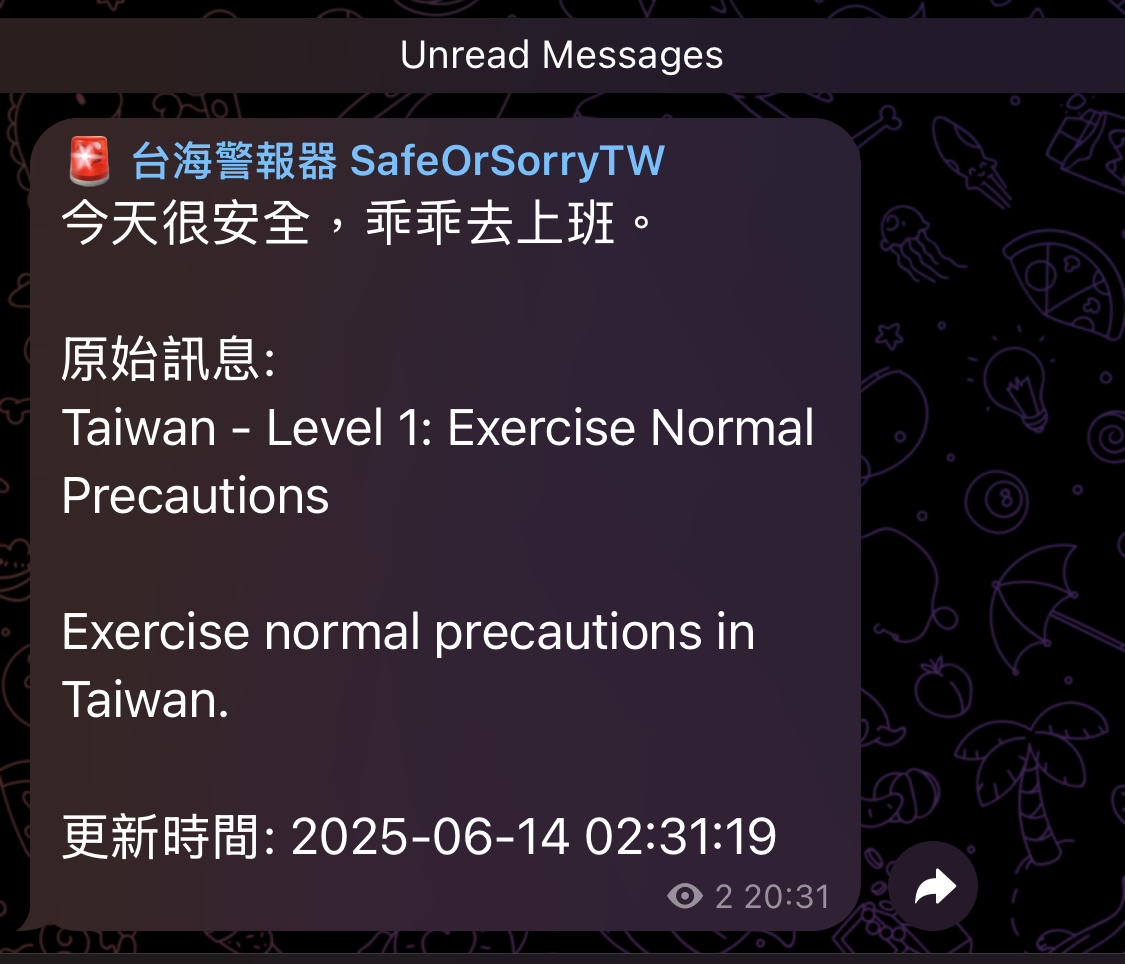 Unread Messages
🚨 台海警報器 SafeOrSorryTW
今天很安全，乖乖去上班。
原始訊息:
Taiwan - Level 1: Exercise Normal
Precautions
Exercise normal precautions in
Taiwan.
更新時間: 2025-06-14 02:31:19
2 20:31